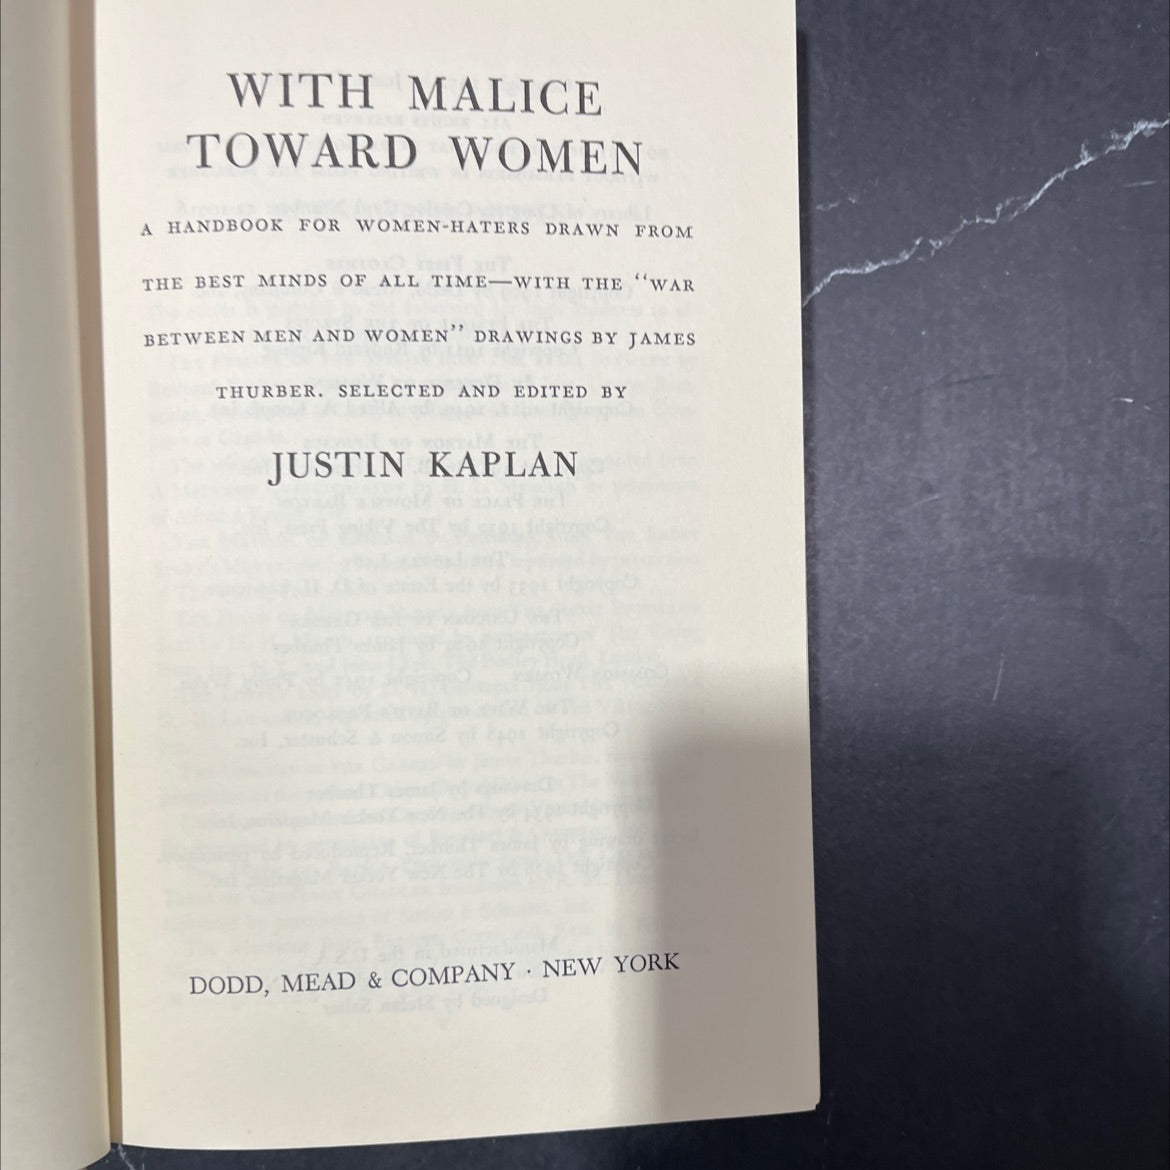 WITH MALICE
TOWARD WOMEN
A HANDBOOK FOR WOMEN-HATERS DRAWN FROM
THE BEST MINDS OF ALL TIME—WITH THE “WAR
BETWEEN MEN AND WOMEN” DRAWINGS BY JAMES
THURBER. SELECTED AND EDITED BY
JUSTIN KAPLAN
DODD, MEAD & COMPANY · NEW YORK